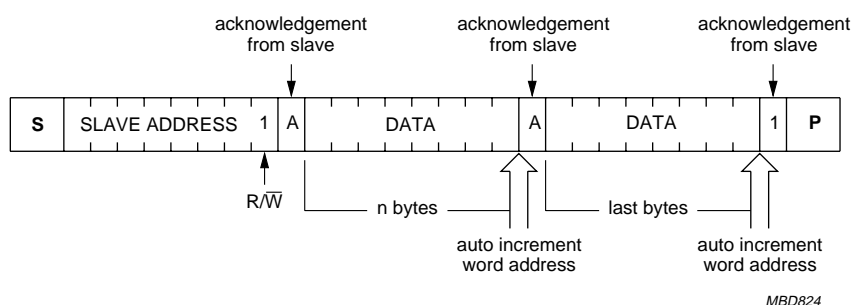 acknowledgement from slave
acknowledgement from slave
acknowledgement from slave
S SLAVE ADDRESS 1 A DATA A DATA 1 P
R/W̅
n bytes
last bytes
auto increment word address
auto increment word address
MBD824